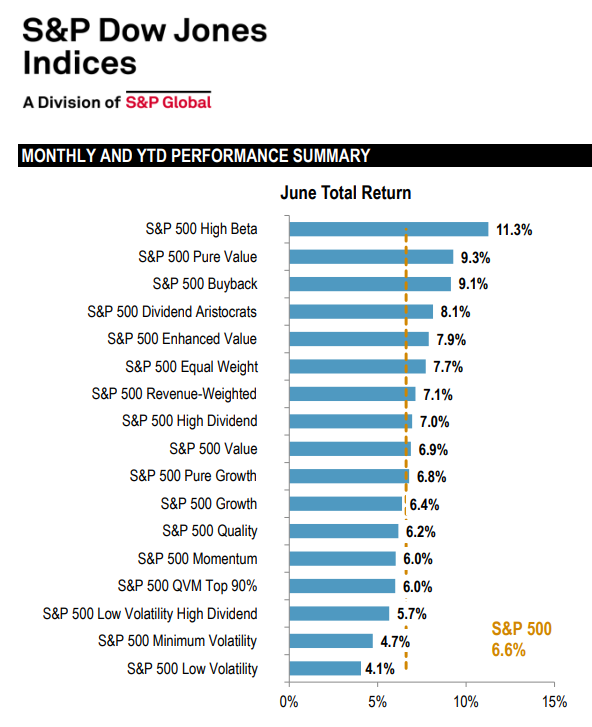 S&P Dow Jones
Indices
A Division of S&P Global
MONTHLY AND YTD PERFORMANCE SUMMARY
June Total Return
S&P 500 High Beta 11.3%
S&P 500 Pure Value 9.3%
S&P 500 Buyback 9.1%
S&P 500 Dividend Aristocrats 8.1%
S&P 500 Enhanced Value 7.9%
S&P 500 Equal Weight 7.7%
S&P 500 Revenue-Weighted 7.1%
S&P 500 High Dividend 7.0%
S&P 500 Value 6.9%
S&P 500 Pure Growth 6.8%
S&P 500 Growth 6.4%
S&P 500 Quality 6.2%
S&P 500 Momentum 6.0%
S&P 500 QVM Top 90% 6.0%
S&P 500 Low Volatility High Dividend 5.7%
S&P 500 Minimum Volatility 4.7%
S&P 500 Low Volatility 4.1%
S&P 500
6.6%
0% 5% 10% 15%